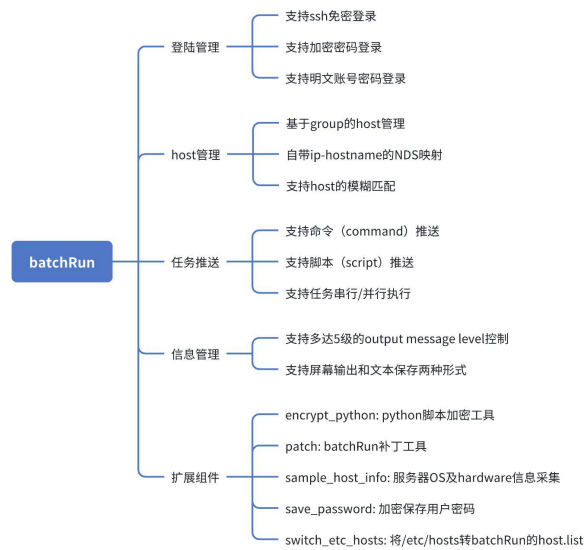 batchRun
登陆管理
支持ssh免密登录
支持加密密码登录
支持明文账号密码登录
host管理
基于group的host管理
自带ip-hostname的NDS映射
支持host的模糊匹配
任务推送
支持命令（command）推送
支持脚本（script）推送
支持任务串行/并行执行
信息管理
支持多达5级的output message level控制
支持屏幕输出和文本保存两种形式
扩展组件
encrypt_python: python脚本加密工具
patch: batchRun补丁工具
sample_host_info: 服务器OS及hardware信息采集
save_password: 加密保存用户密码
switch_etc_hosts: 将/etc/hosts转batchRun的host.list